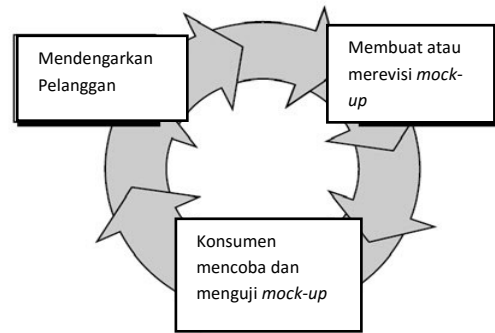 Mendengarkan
Pelanggan
Membuat atau
merevisi mock-
up
Konsumen
mencoba dan
menguji mock-up